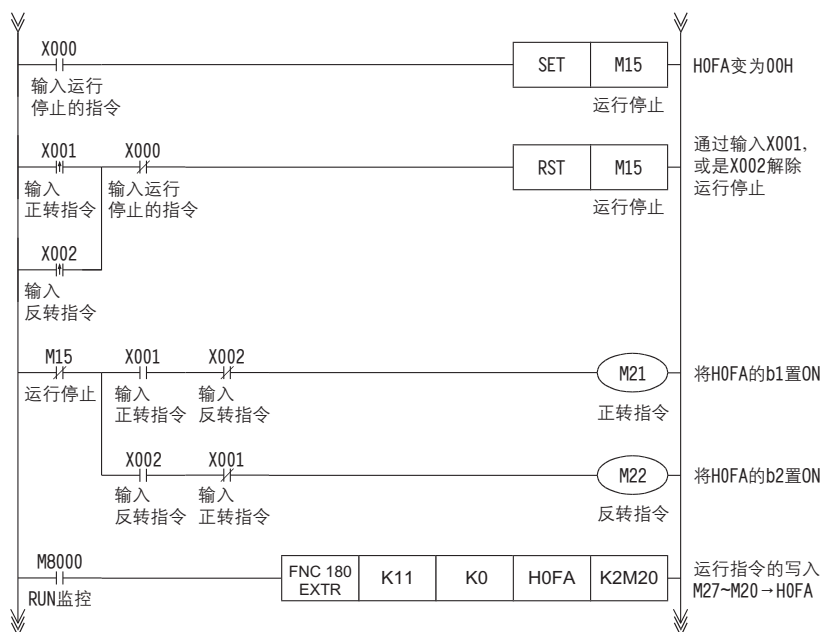 X000
输入运行
停止的指令
SET M15
运行停止
H0FA变为00H
X001 X000
输入
正转指令
输入运行
停止的指令
RST M15
运行停止
通过输入X001,
或是X002解除
运行停止
X002
输入
反转指令
M15 X001 X002
运行停止
输入
正转指令
输入
反转指令
M21
正转指令
将H0FA的b1置ON
X002 X001
输入
反转指令
输入
正转指令
M22
反转指令
将H0FA的b2置ON
M8000
RUN监控
FNC 180
EXTR
K11 K0 H0FA K2M20
运行指令的写入
M27~M20→H0FA